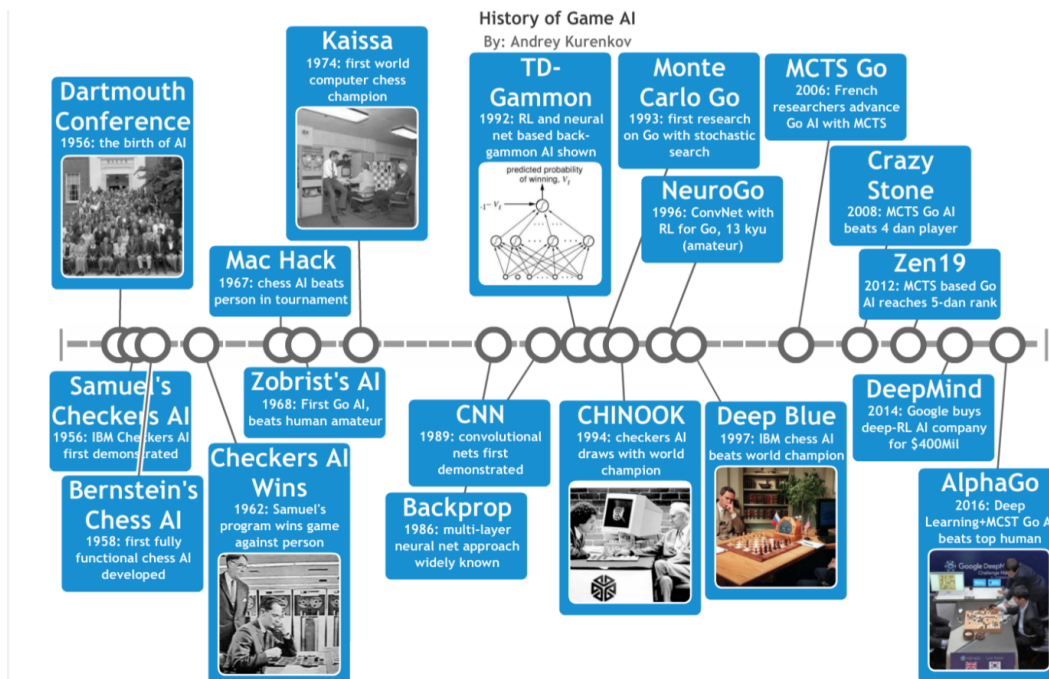 History of Game AI
By: Andrey Kurenkov
Dartmouth
Conference
1956: the birth of AI
Kaissa
1974: first world
computer chess
champion
TD-
Gammon
1992: RL and neural
net based back-
gammon AI shown
predicted probability
of winning, V
Monte
Carlo Go
1993: first research
on Go with stochastic
search
MCTS Go
2006: French
researchers advance
Go AI with MCTS
Crazy
Stone
2008: MCTS Go AI
beats 4 dan player
NeuroGo
1996: ConvNet with
RL for Go, 13 kyu
(amateur)
Mac Hack
1967: chess AI beats
person in tournament
Zen19
2012: MCTS based Go
AI reaches 5-dan rank
Samuel's
Checkers AI
1956: IBM Checkers AI
first demonstrated
Bernstein's
Chess AI
1958: first fully
functional chess AI
developed
Checkers AI
Wins
1962: Samuel's
program wins game
against person
Zobrist's AI
1968: First Go AI,
beats human amateur
CNN
1989: convolutional
nets first
demonstrated
Backprop
1986: multi-layer
neural net approach
widely known
CHINOOK
1994: checkers AI
draws with world
champion
Deep Blue
1997: IBM chess AI
beats world champion
DeepMind
2014: Google buys
deep-RL AI company
for $400Mil
AlphaGo
2016: Deep
Learning+MCST Go A
beats top human
Google